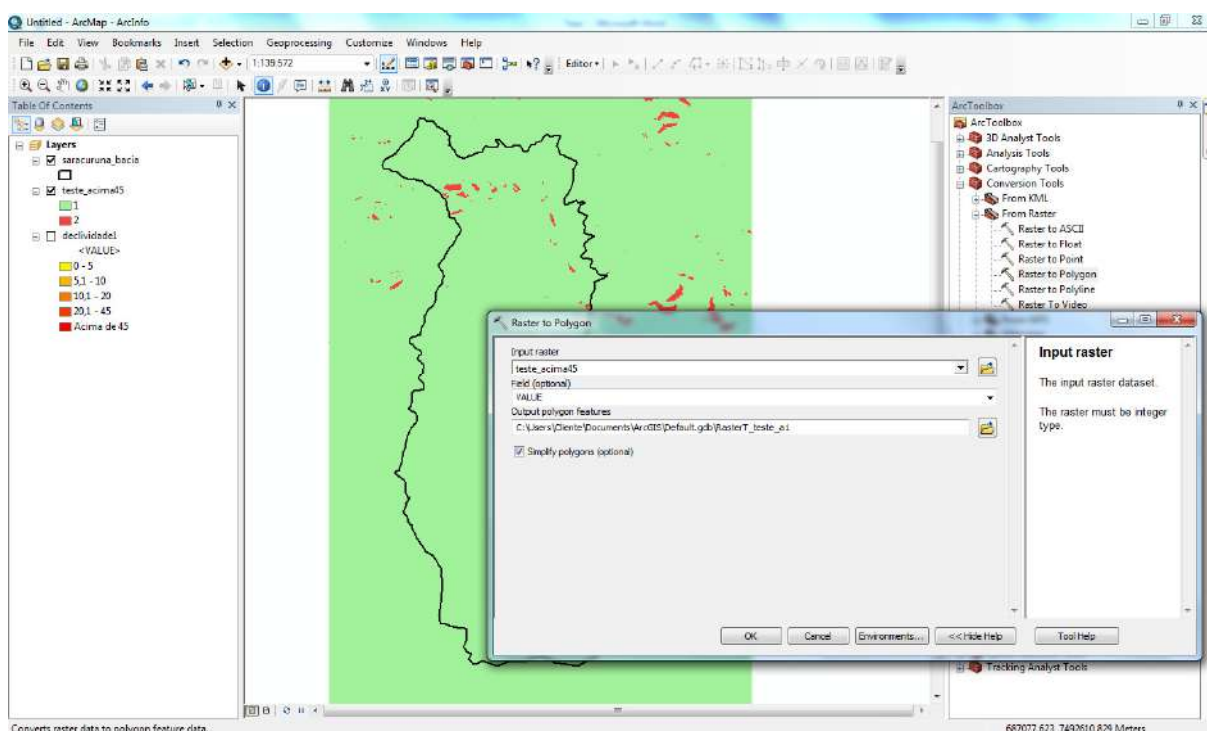 Untitled - ArcMap - ArcInfo
File Edit View Bookmarks Insert Selection Geoprocessing Customize Windows Help
1:139.572
Editor
Table Of Contents
Layers
saracuruna_bacia
teste_acima45
1
2
declividade1
<VALUE>
0 - 5
5,1 - 10
10,1 - 20
20,1 - 45
Acima de 45
ArcToolbox
ArcToolbox
3D Analyst Tools
Analysis Tools
Cartography Tools
Conversion Tools
From KML
From Raster
Raster to ASCII
Raster to Float
Raster to Point
Raster to Polygon
Raster to Polyline
Raster To Video
Raster to Polygon
Input raster
teste_acima45
Field (optional)
VALUE
Output polygon features
C:\Users\Cliente\Documents\ArcGIS\Default.gdb\RasterT_teste_ai
Simplify polygons (optional)
OK
Cancel
Environments...
<< Hide Help
Input raster
The input raster dataset.
The raster must be integer
type.
Tool Help
Tracking Analyst Tools
Converts raster data to polygon feature data.
687077,623 7492610,829 Meters